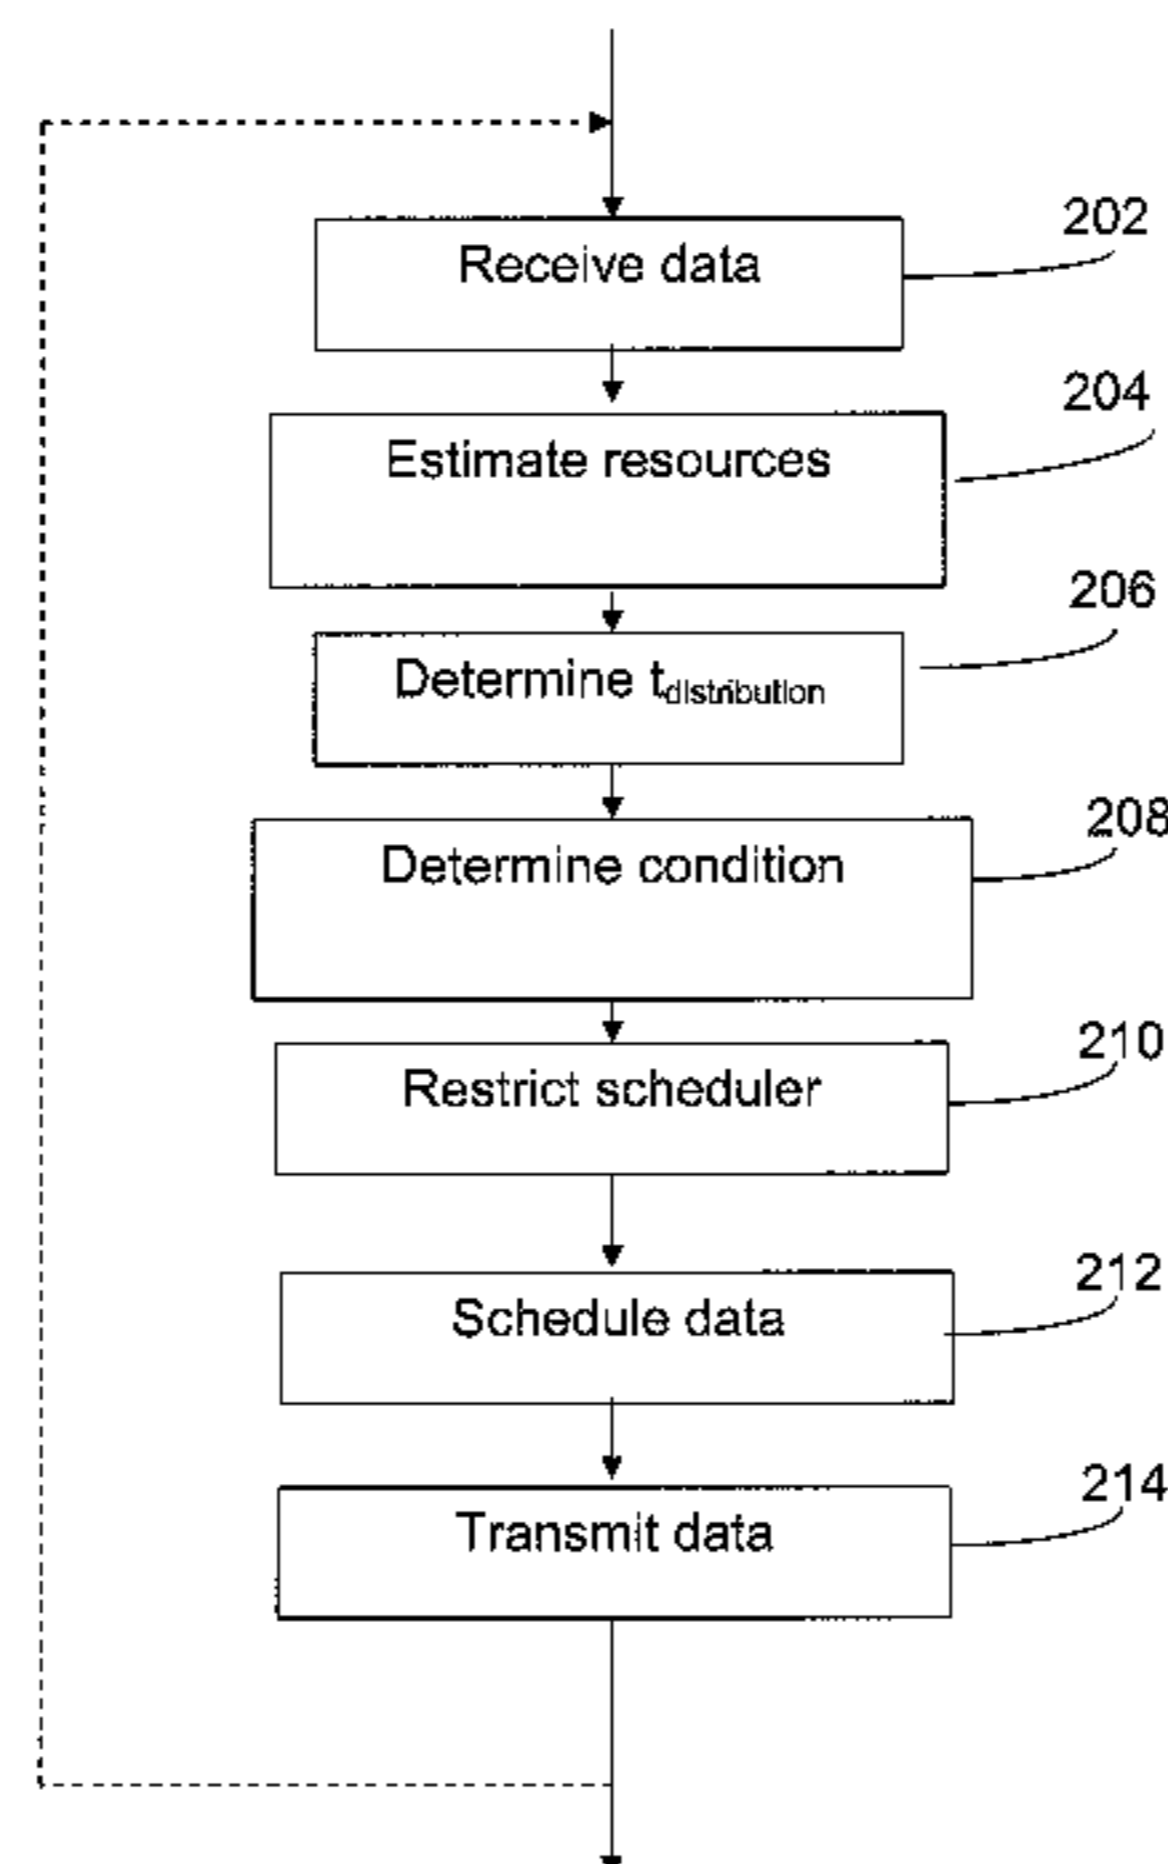 202
Receive data
204
Estimate resources
206
Determine tdistribution
208
Determine condition
210
Restrict scheduler
212
Schedule data
214
Transmit data